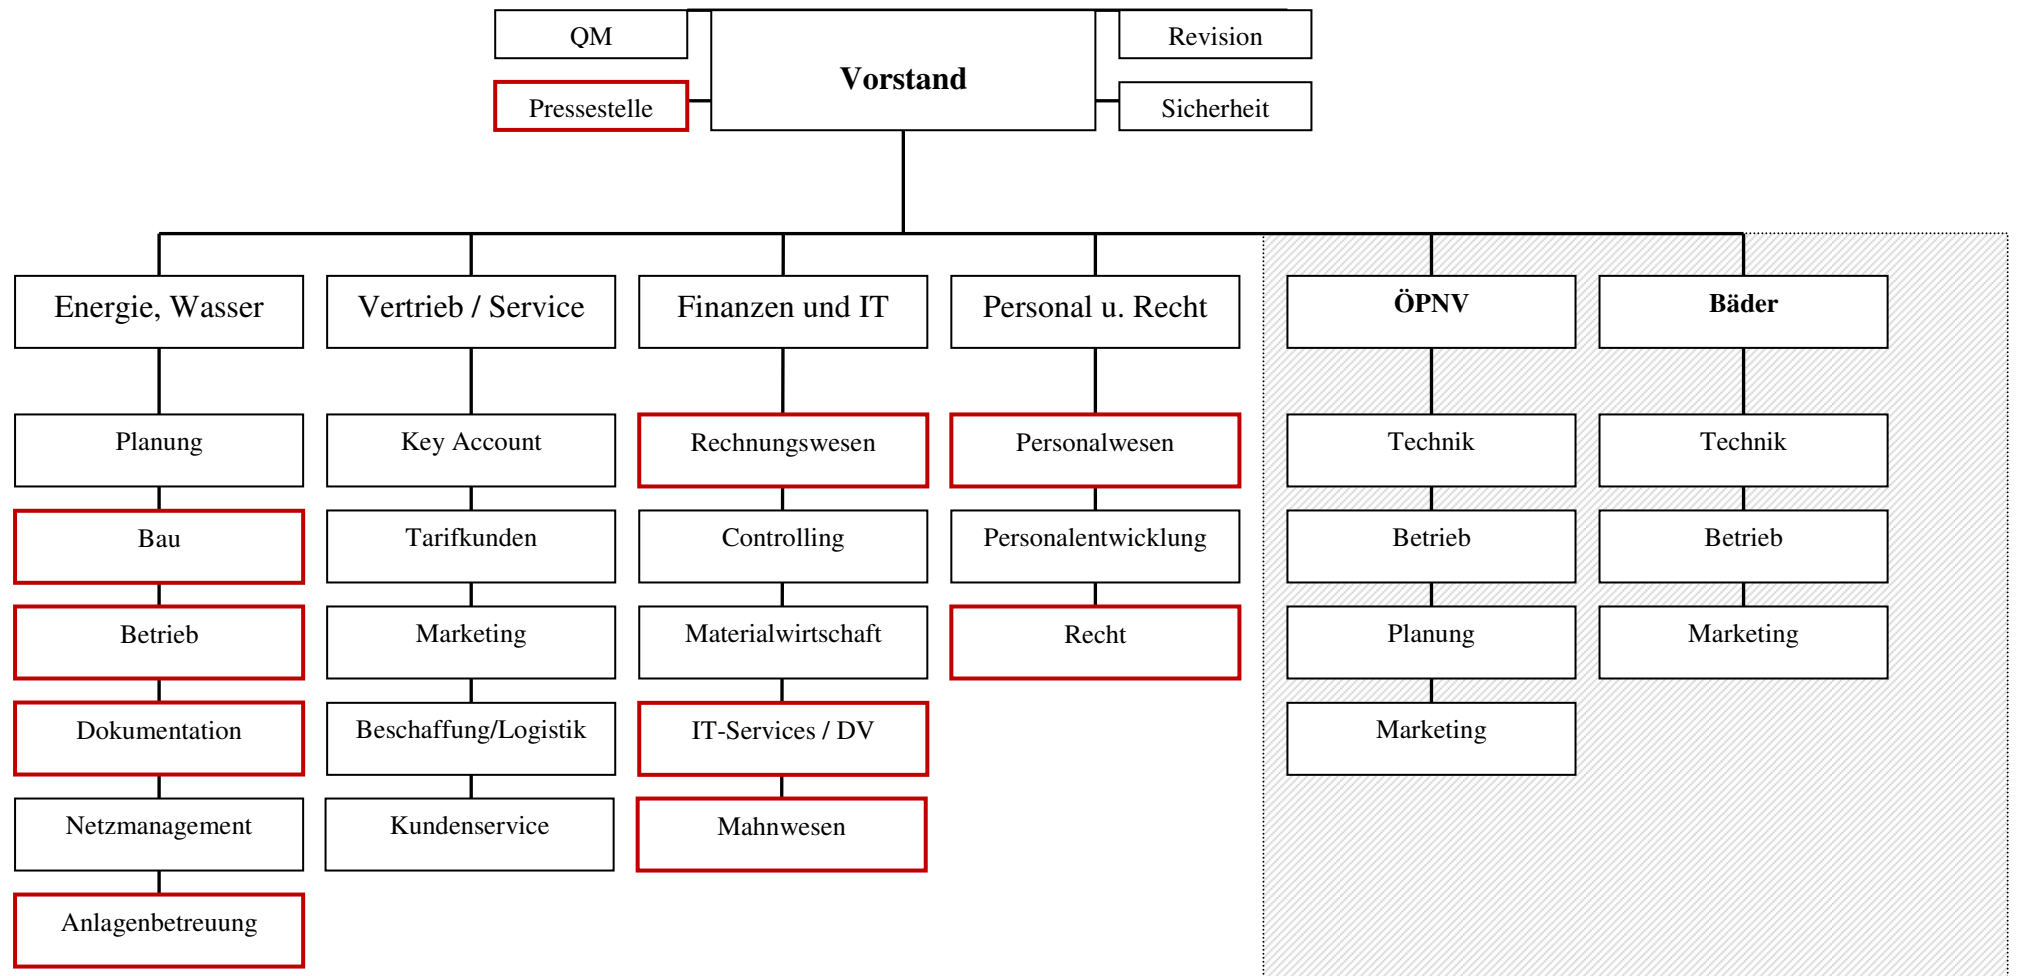 QM
Revision
Vorstand
Pressestelle
Sicherheit
Energie, Wasser
Vertrieb / Service
Finanzen und IT
Personal u. Recht
ÖPNV
Bäder
Planung
Key Account
Rechnungswesen
Personalwesen
Technik
Technik
Bau
Tarifkunden
Controlling
Personalentwicklung
Betrieb
Betrieb
Betrieb
Marketing
Materialwirtschaft
Recht
Planung
Marketing
Dokumentation
Beschaffung/Logistik
IT-Services / DV
Marketing
Netzmanagement
Kundenservice
Mahnwesen
Anlagenbetreuung